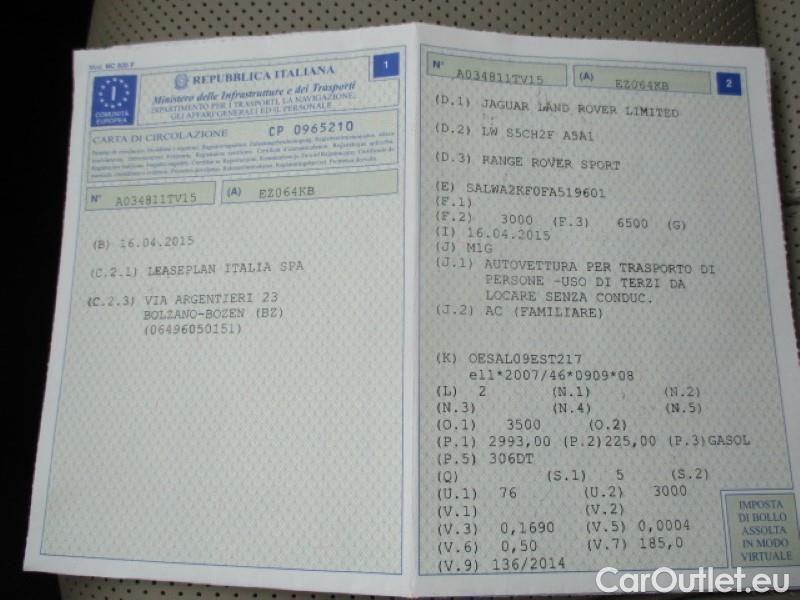 Mod. MC 820 F
1
REPUBBLICA ITALIANA
Ministero delle Infrastrutture e dei Trasporti
DIPARTIMENTO PER I TRASPORTI, LA NAVIGAZIONE,
GLI AFFARI GENERALI ED IL PERSONALE
I
COMUNITÀ
EUROPEA
CARTA DI CIRCOLAZIONE CP 0965210
N° A034811TV15 (A) EZ064KB
(B) 16.04.2015
(C.2.1) LEASEPLAN ITALIA SPA
(C.2.3) VIA ARGENTIERI 23
BOLZANO-BOZEN (BZ)
(06496050151)
N° A034811TV15 (A) EZ064KB 2
(D.1) JAGUAR LAND ROVER LIMITED
(D.2) LW S5CH2F A5A1
(D.3) RANGE ROVER SPORT
(E) SALWA2KF0FA519601
(F.1)
(F.2) 3000 (F.3) 6500 (G)
(I) 16.04.2015
(J) M1G
(J.1) AUTOVETTURA PER TRASPORTO DI
PERSONE -USO DI TERZI DA
LOCARE SENZA CONDUC.
(J.2) AC (FAMILIARE)
(K) OESAL09EST217
e11*2007/46*0909*08
(L) 2 (N.1) (N.2)
(N.3) (N.4) (N.5)
(O.1) 3500 (O.2)
(P.1) 2993,00 (P.2)225,00 (P.3)GASOL
(P.5) 306DT
(Q) (S.1) 5 (S.2)
(U.1) 76 (U.2) 3000
(V.1) (V.2)
(V.3) 0,1690 (V.5) 0,0004
(V.6) 0,50 (V.7) 185,0
(V.9) 136/2014
IMPOSTA
DI BOLLO
ASSOLTA
IN MODO
VIRTUALE
CarOutlet.eu